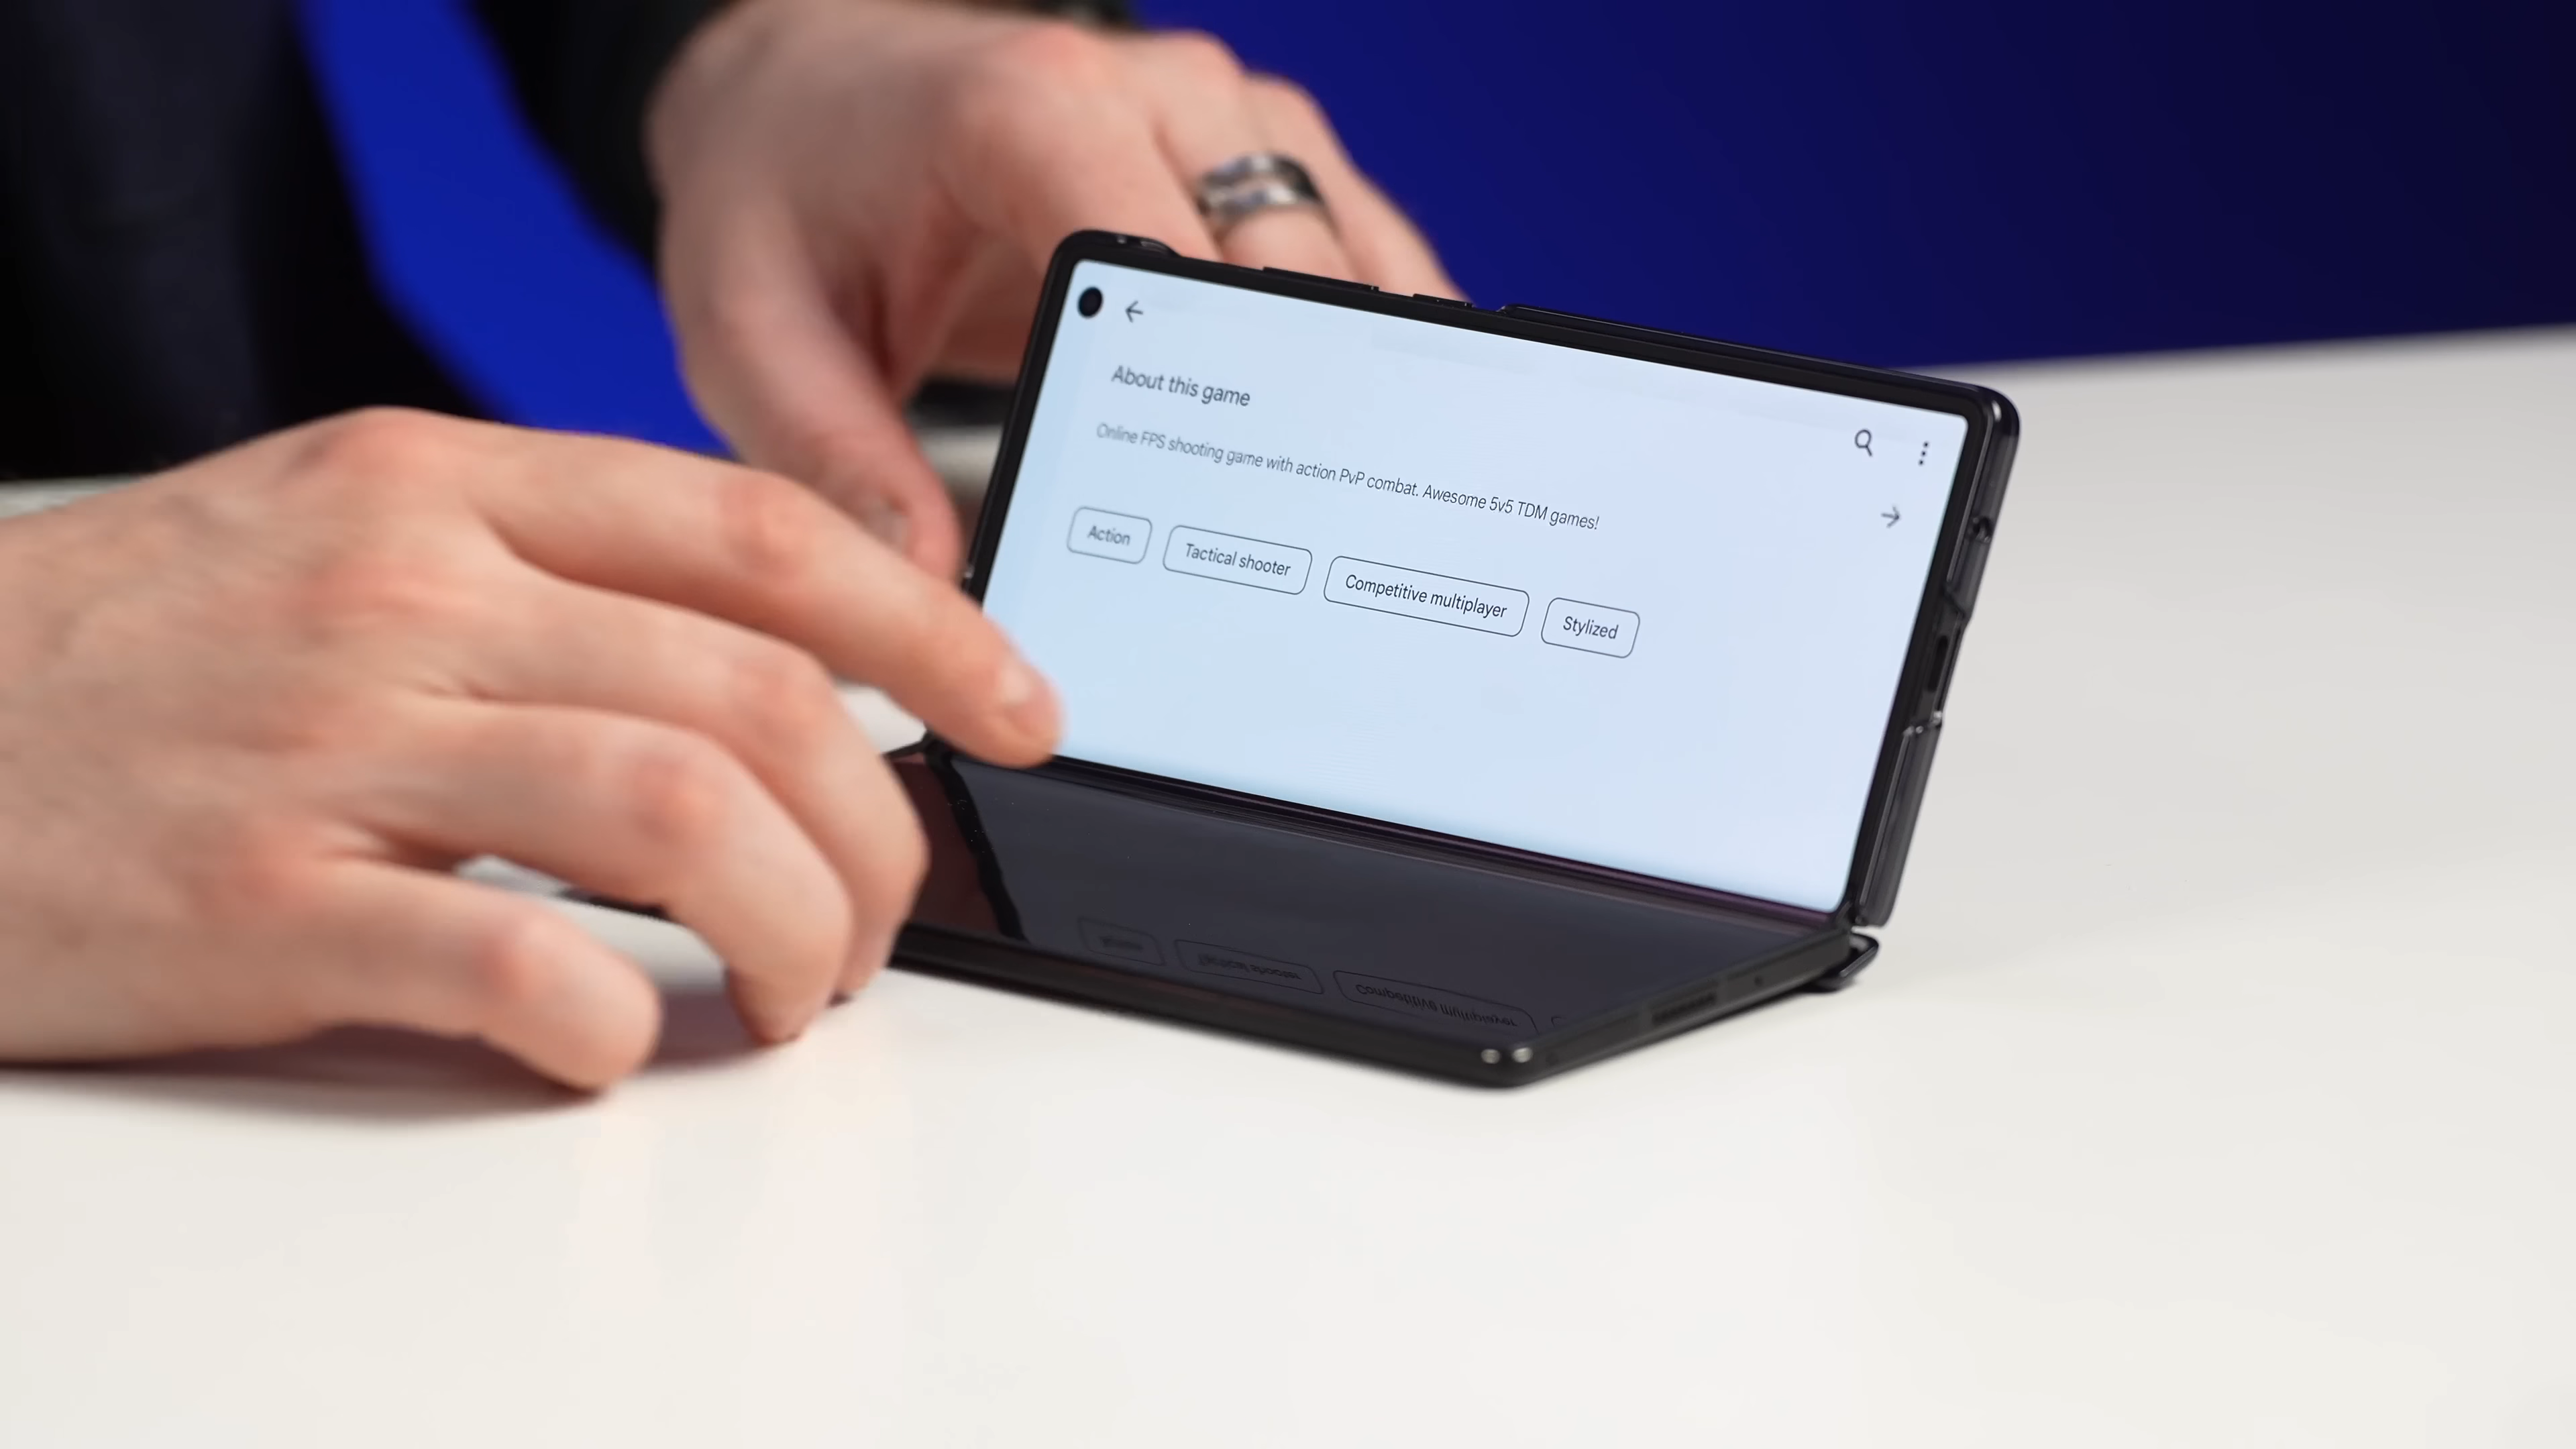 About this game
Online FPS shooting game with action PvP combat. Awesome 5v5 TDM games!
Action
Tactical shooter
Competitive multiplayer
Stylized